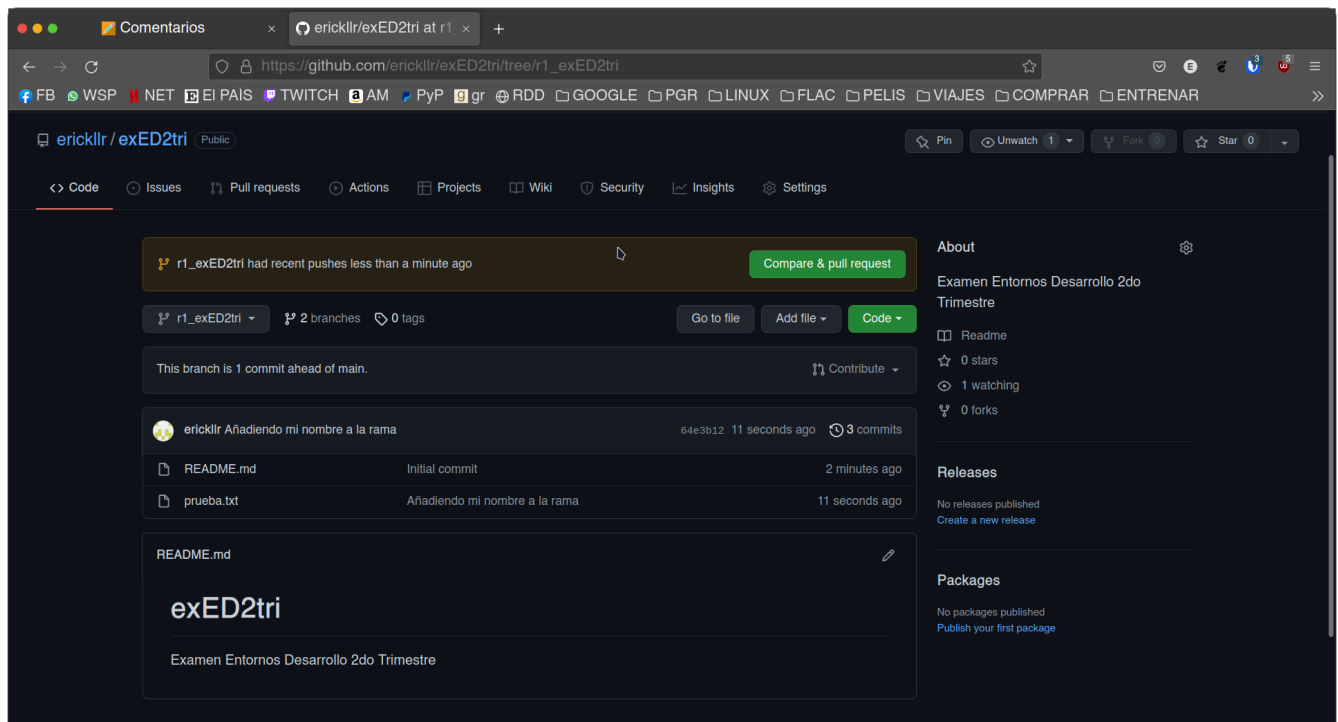 Comentarios
erickllr/exED2tri at r1_
https://github.com/erickllr/exED2tri/tree/r1_exED2tri
E
3
5
FB WSP NET El PAÍS TWITCH AM PyP gr RDD GOOGLE PGR LINUX FLAC PELIS VIAJES COMPRAR ENTRENAR
erickllr / exED2tri Public
Pin Unwatch 1 Fork 0 Star 0
Code Issues Pull requests Actions Projects Wiki Security Insights Settings
r1_exED2tri had recent pushes less than a minute ago
Compare & pull request
r1_exED2tri 2 branches 0 tags
Go to file Add file Code
This branch is 1 commit ahead of main.
Contribute
erickllr Añadiendo mi nombre a la rama 64e3b12 11 seconds ago 3 commits
README.md Initial commit 2 minutes ago
prueba.txt Añadiendo mi nombre a la rama 11 seconds ago
README.md
exED2tri
Examen Entornos Desarrollo 2do Trimestre
About
Examen Entornos Desarrollo 2do
Trimestre
Readme
0 stars
1 watching
0 forks
Releases
No releases published
Create a new release
Packages
No packages published
Publish your first package